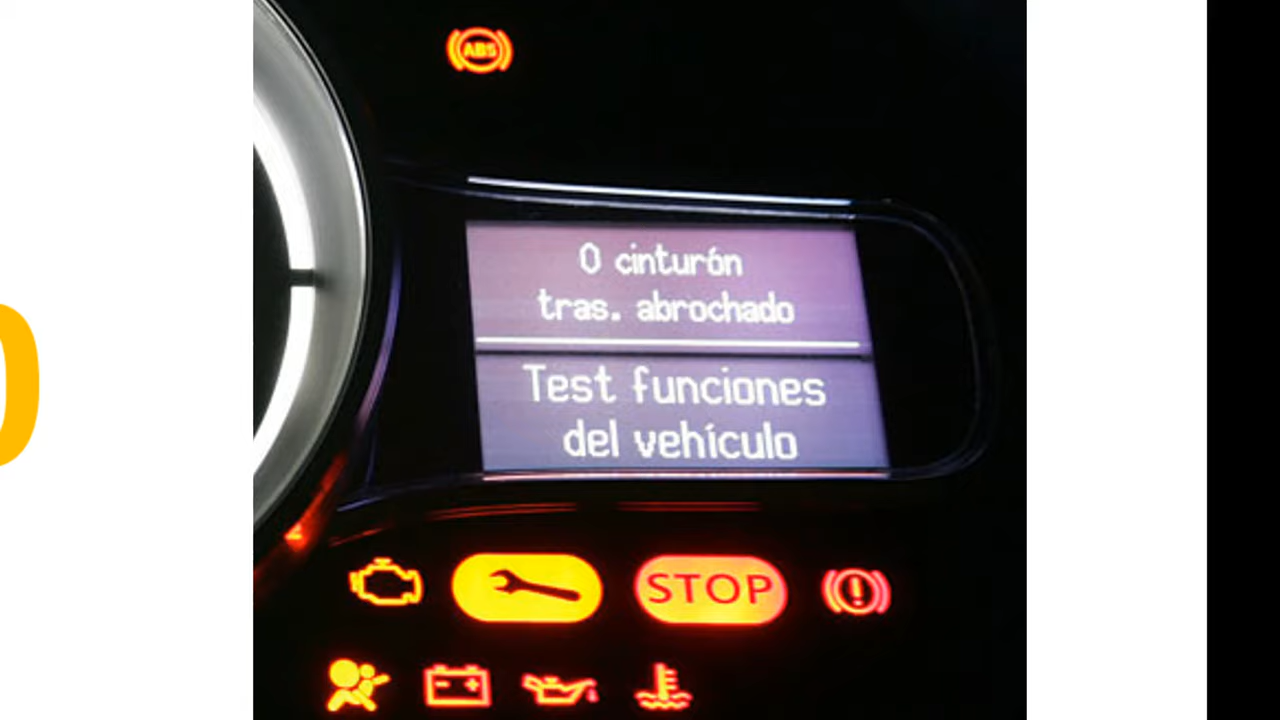 ABS
0 cinturón
tras. abrochado
Test funciones
del vehículo
STOP